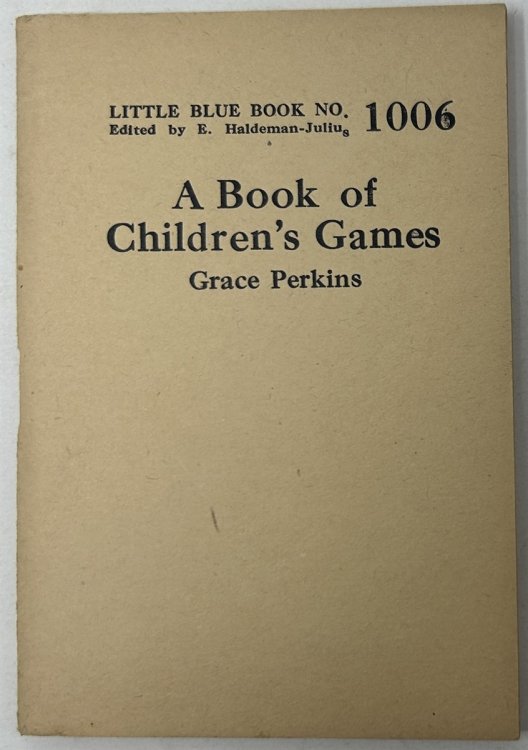 LITTLE BLUE BOOK NO. 1006
Edited by E. Haldeman-Julius
A Book of
Children's Games
Grace Perkins